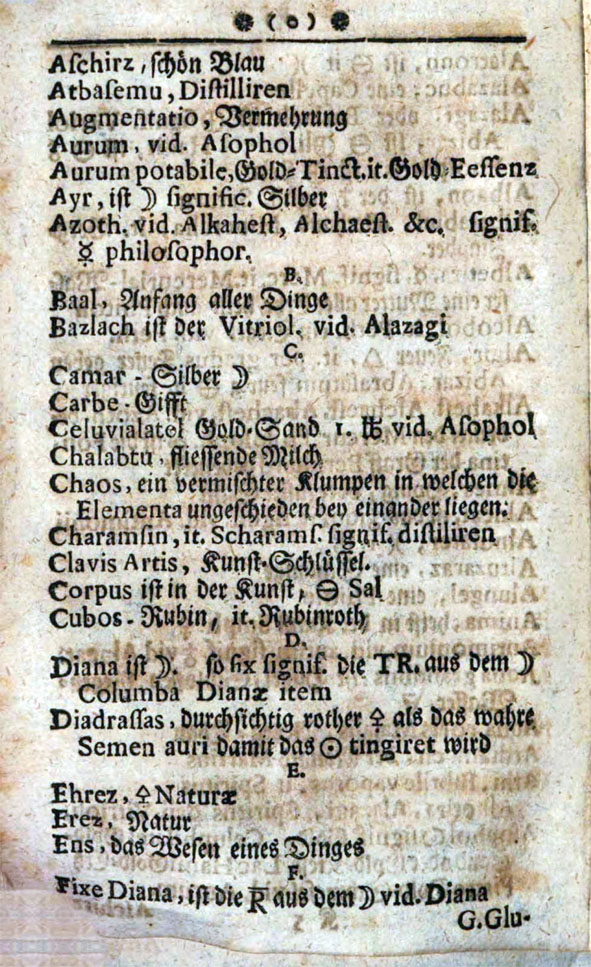 ❋ ( o ) ❋
Aſchirz, ſchön Blau
Atbaſemu, Diſtilliren
Augmentatio, Vermehrung
Aurum, vid. Aſophol
Aurum potabile, Gold-Tinct. it. Gold-Eeſſenz
Ayr, iſt ☽ ſignific. Silber
Azoth. vid. Alkaheſt, Alchaeſt. &c. ſignif.
☿ philoſophor.
B.
Baal, Anfang aller Dinge
Bazlach iſt der Vitriol. vid. Alazagi
C.
Camar - Silber ☽
Carbe - Gifft
Celuvialatel Gold-Sand 1. ℔ vid. Aſophol
Chalabtu, flieſſende Milch
Chaos, ein vermiſchter Klumpen in welchen die
Elementa ungeſchieden bey einander liegen.
Charamſin, it. Scharamſ. ſignif. diſtiliren
Clavis Artis, Kunſt-Schlüſſel.
Corpus iſt in der Kunſt, 🜔 Sal
Cubos - Rubin, it. Rubinroth
D.
Diana iſt ☽. ſo fix ſignif. die TR. aus dem ☽
Columba Dianæ item
Diadraſſas, durchſichtig rother ♀ als das wahre
Semen auri damit das ☉ tingiret wird
E.
Ehrez, ♀ Naturæ
Erez, Natur
Ens, das Weſen eines Dinges
F.
Fixe Diana, iſt die R̅ aus dem ☽ vid. Diana
G.Glu-